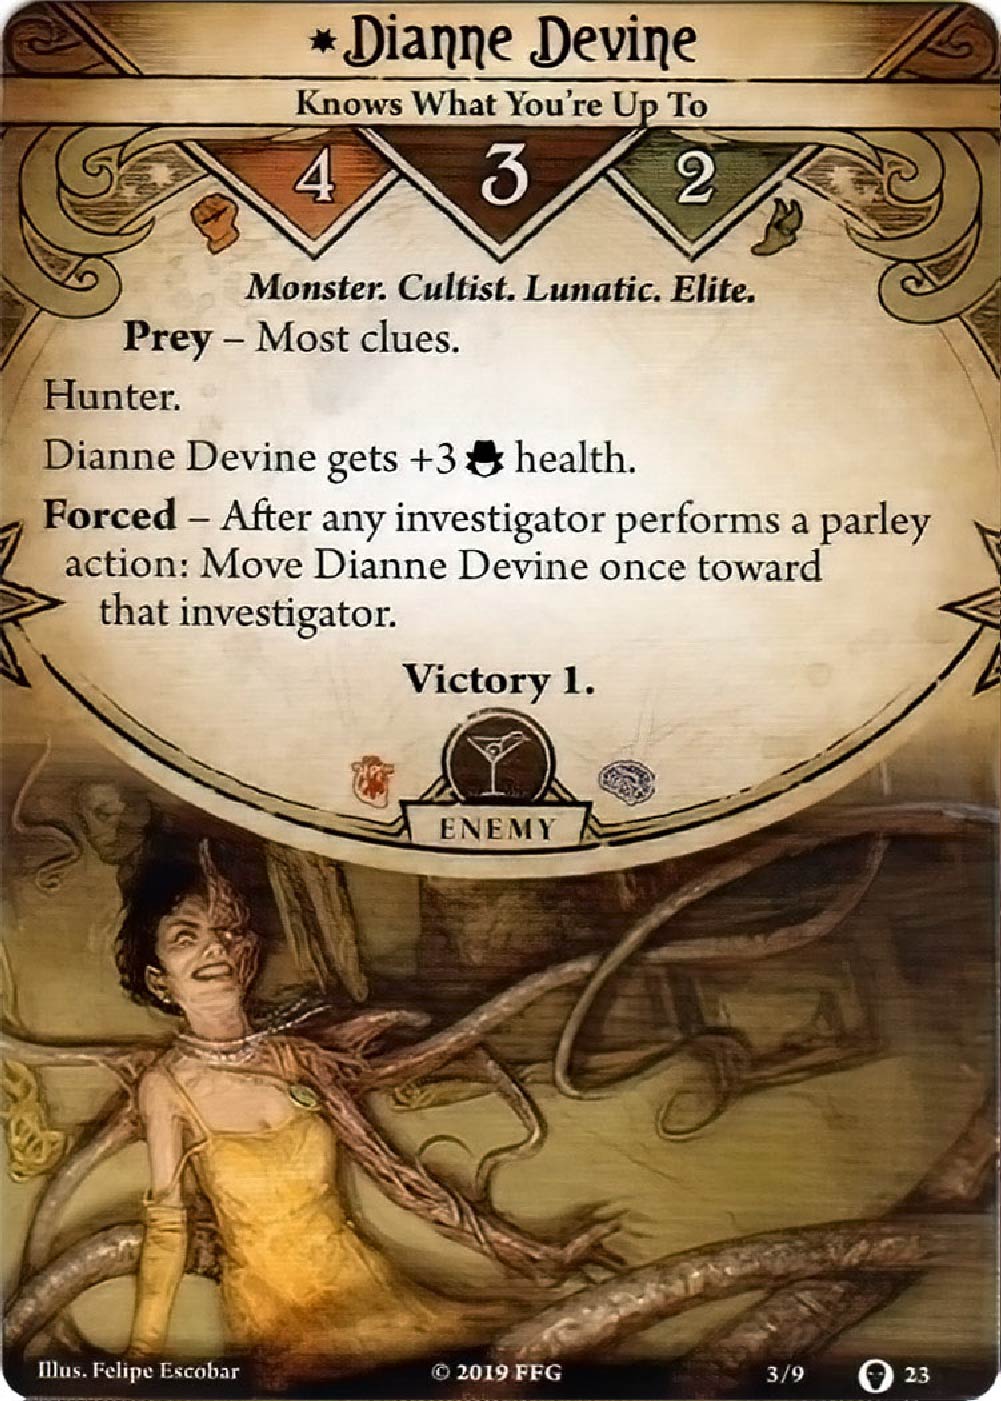 Dianne Devine
Knows What You're Up To
4 3 2
Monster. Cultist. Lunatic. Elite.
Prey – Most clues.
Hunter.
Dianne Devine gets +3 health.
Forced – After any investigator performs a parley
action: Move Dianne Devine once toward
that investigator.
Victory 1.
ENEMY
Illus. Felipe Escobar © 2019 FFG 3/9 23